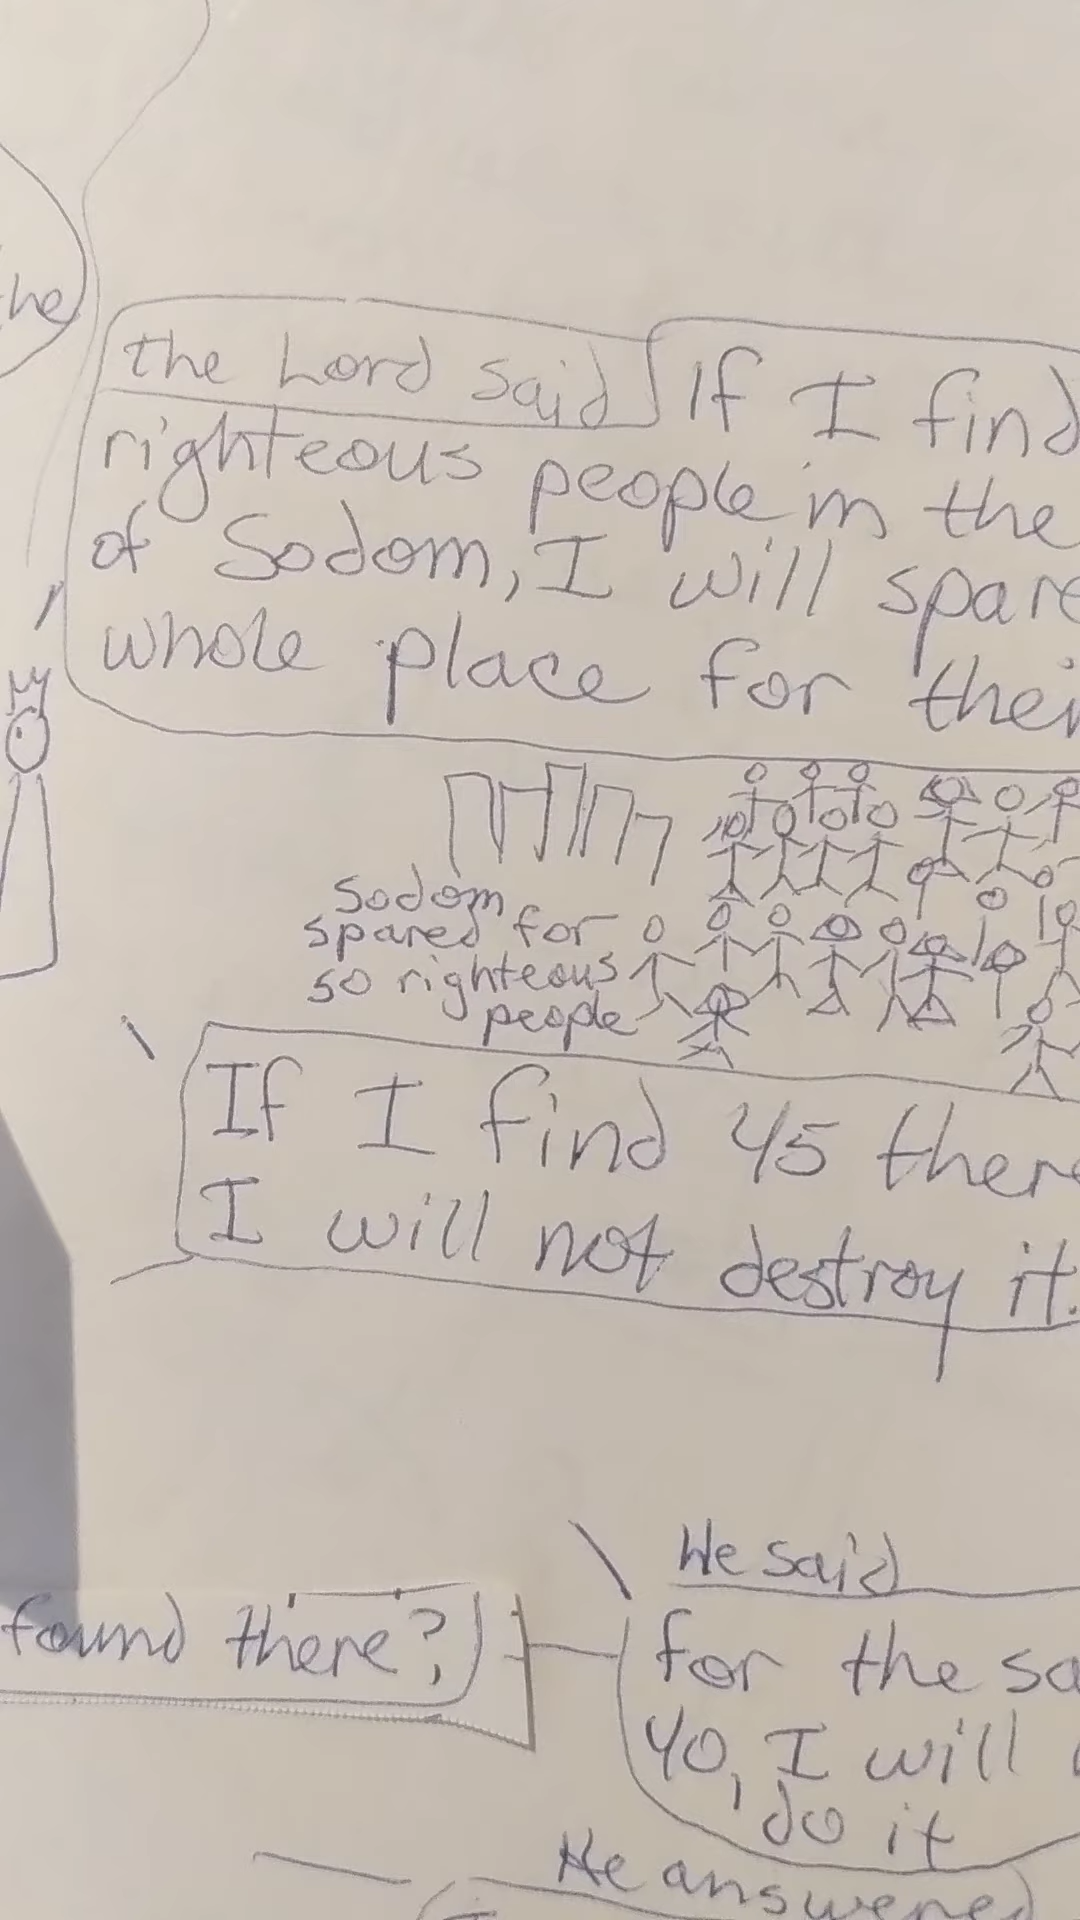 the
the Lord said
If I find
righteous people in the
of Sodom, I will spare
whole place for their
Sodom
spared for
50 righteous
people
If I find 45 there
I will not destroy it.
found there?
He said
for the sa
40, I will
do it
He answered